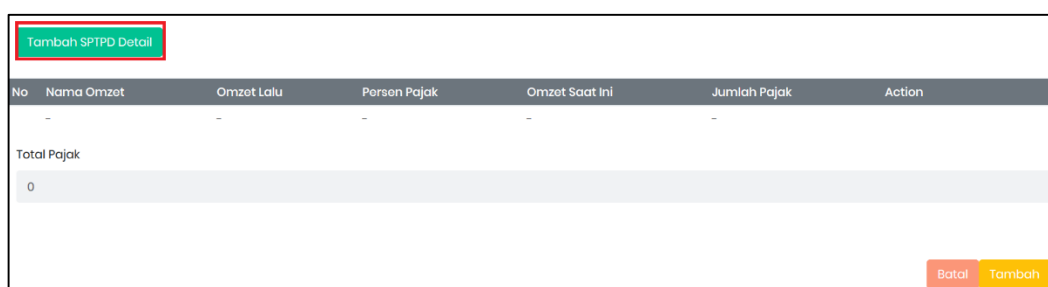 Tambah SPTPD Detail
No Nama Omzet Omzet Lalu Persen Pajak Omzet Saat Ini Jumlah Pajak Action
- - - - -
Total Pajak
0
Batal Tambah